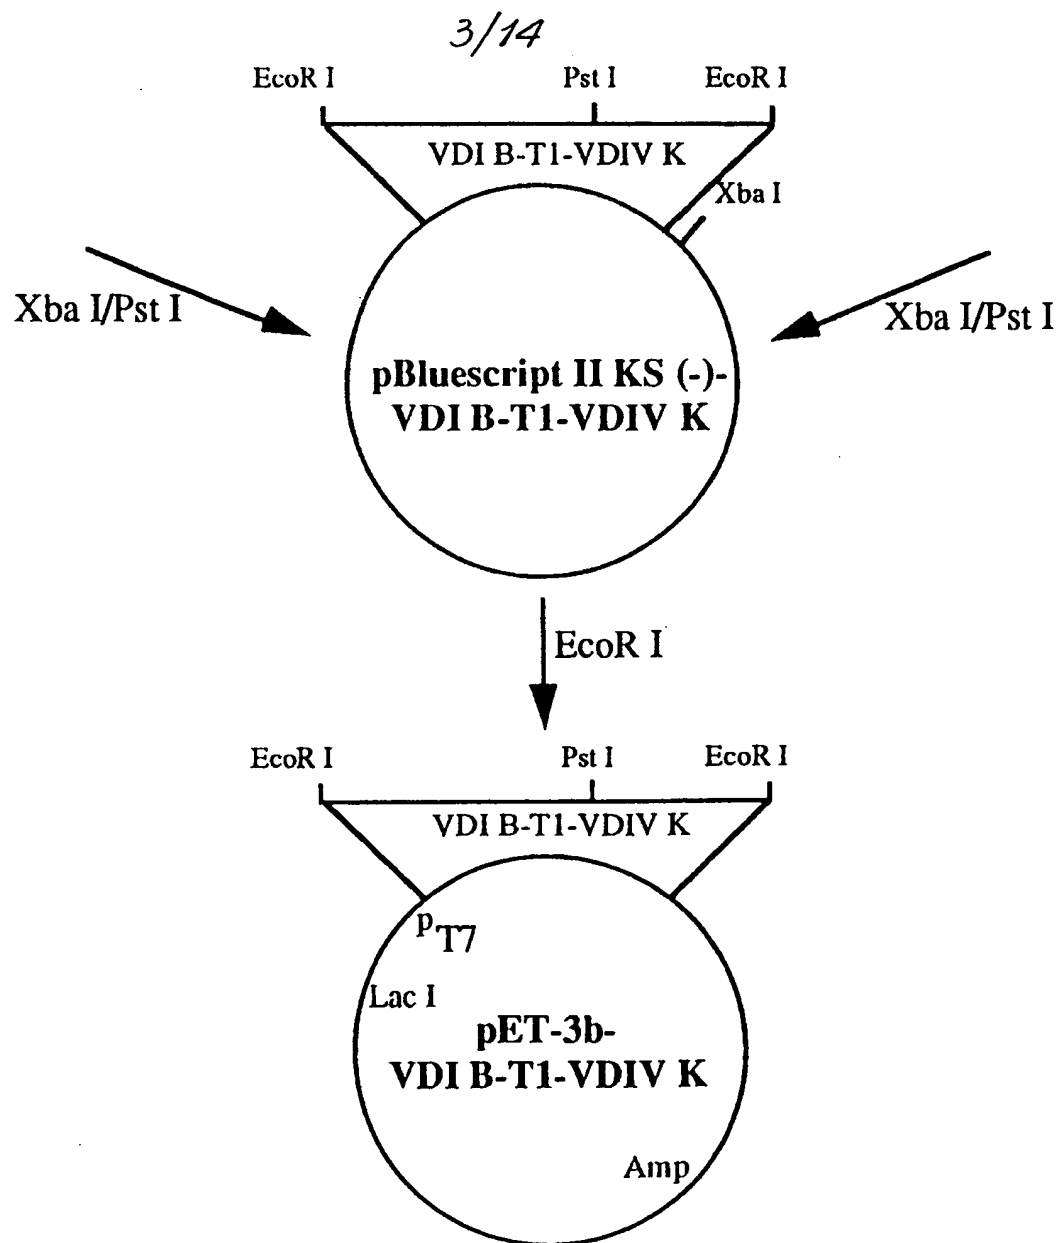 3/14
EcoR I Pst I EcoR I
VDI B-T1-VDIV K
Xba I
Xba I/Pst I
Xba I/Pst I
pBluescript II KS (-)-
VDI B-T1-VDIV K
EcoR I
EcoR I Pst I EcoR I
VDI B-T1-VDIV K
pT7
Lac I
pET-3b-
VDI B-T1-VDIV K
Amp